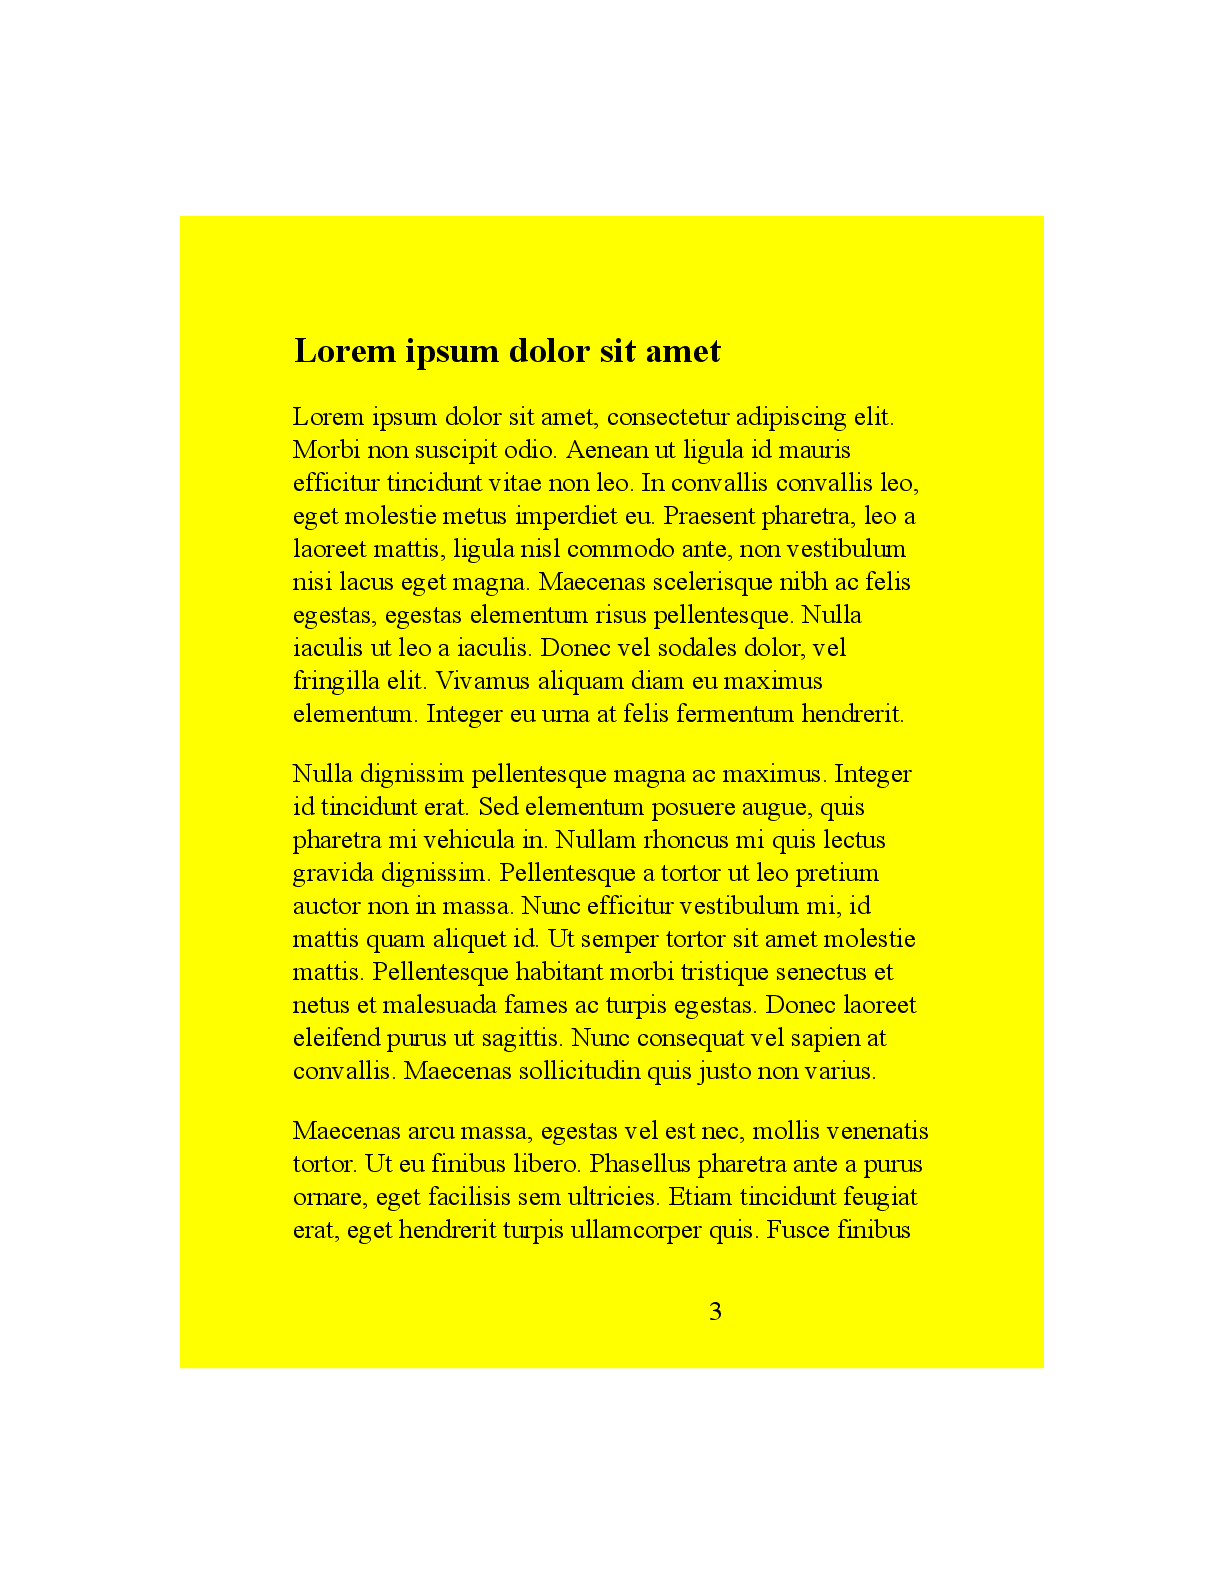 Lorem ipsum dolor sit amet
Lorem ipsum dolor sit amet, consectetur adipiscing elit.
Morbi non suscipit odio. Aenean ut ligula id mauris
efficitur tincidunt vitae non leo. In convallis convallis leo,
eget molestie metus imperdiet eu. Praesent pharetra, leo a
laoreet mattis, ligula nisl commodo ante, non vestibulum
nisi lacus eget magna. Maecenas scelerisque nibh ac felis
egestas, egestas elementum risus pellentesque. Nulla
iaculis ut leo a iaculis. Donec vel sodales dolor, vel
fringilla elit. Vivamus aliquam diam eu maximus
elementum. Integer eu urna at felis fermentum hendrerit.
Nulla dignissim pellentesque magna ac maximus. Integer
id tincidunt erat. Sed elementum posuere augue, quis
pharetra mi vehicula in. Nullam rhoncus mi quis lectus
gravida dignissim. Pellentesque a tortor ut leo pretium
auctor non in massa. Nunc efficitur vestibulum mi, id
mattis quam aliquet id. Ut semper tortor sit amet molestie
mattis. Pellentesque habitant morbi tristique senectus et
netus et malesuada fames ac turpis egestas. Donec laoreet
eleifend purus ut sagittis. Nunc consequat vel sapien at
convallis. Maecenas sollicitudin quis justo non varius.
Maecenas arcu massa, egestas vel est nec, mollis venenatis
tortor. Ut eu finibus libero. Phasellus pharetra ante a purus
ornare, eget facilisis sem ultricies. Etiam tincidunt feugiat
erat, eget hendrerit turpis ullamcorper quis. Fusce finibus
3